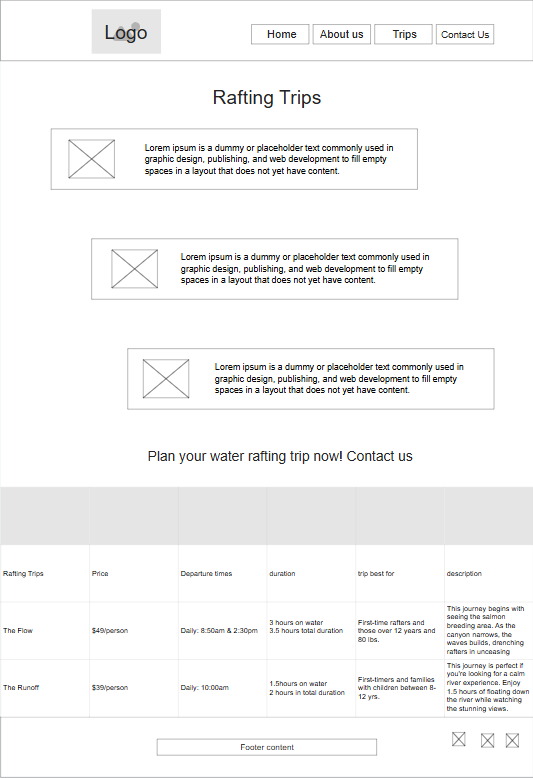 Logo
Home About us Trips Contact Us
Rafting Trips
Lorem ipsum is a dummy or placeholder text commonly used in
graphic design, publishing, and web development to fill empty
spaces in a layout that does not yet have content.
Lorem ipsum is a dummy or placeholder text commonly used in
graphic design, publishing, and web development to fill empty
spaces in a layout that does not yet have content.
Lorem ipsum is a dummy or placeholder text commonly used in
graphic design, publishing, and web development to fill empty
spaces in a layout that does not yet have content.
Plan your water rafting trip now! Contact us
Rafting Trips
Price
Departure times
duration
trip best for
description
The Flow
$49/person
Daily: 8:50am & 2:30pm
3 hours on water
3.5 hours total duration
First-time rafters and
those over 12 years and
80 lbs.
This journey begins with
seeing the salmon
breeding area. As the
canyon narrows, the
waves builds, drenching
rafters in unceasing
The Runoff
$39/person
Daily: 10:00am
1.5hours on water
2 hours in total duration
First-timers and families
with children between 8-
12 yrs.
This journey is perfect if
you're looking for a calm
river experience. Enjoy
1.5 hours of floating down
the river while watching
the stunning views.
Footer content